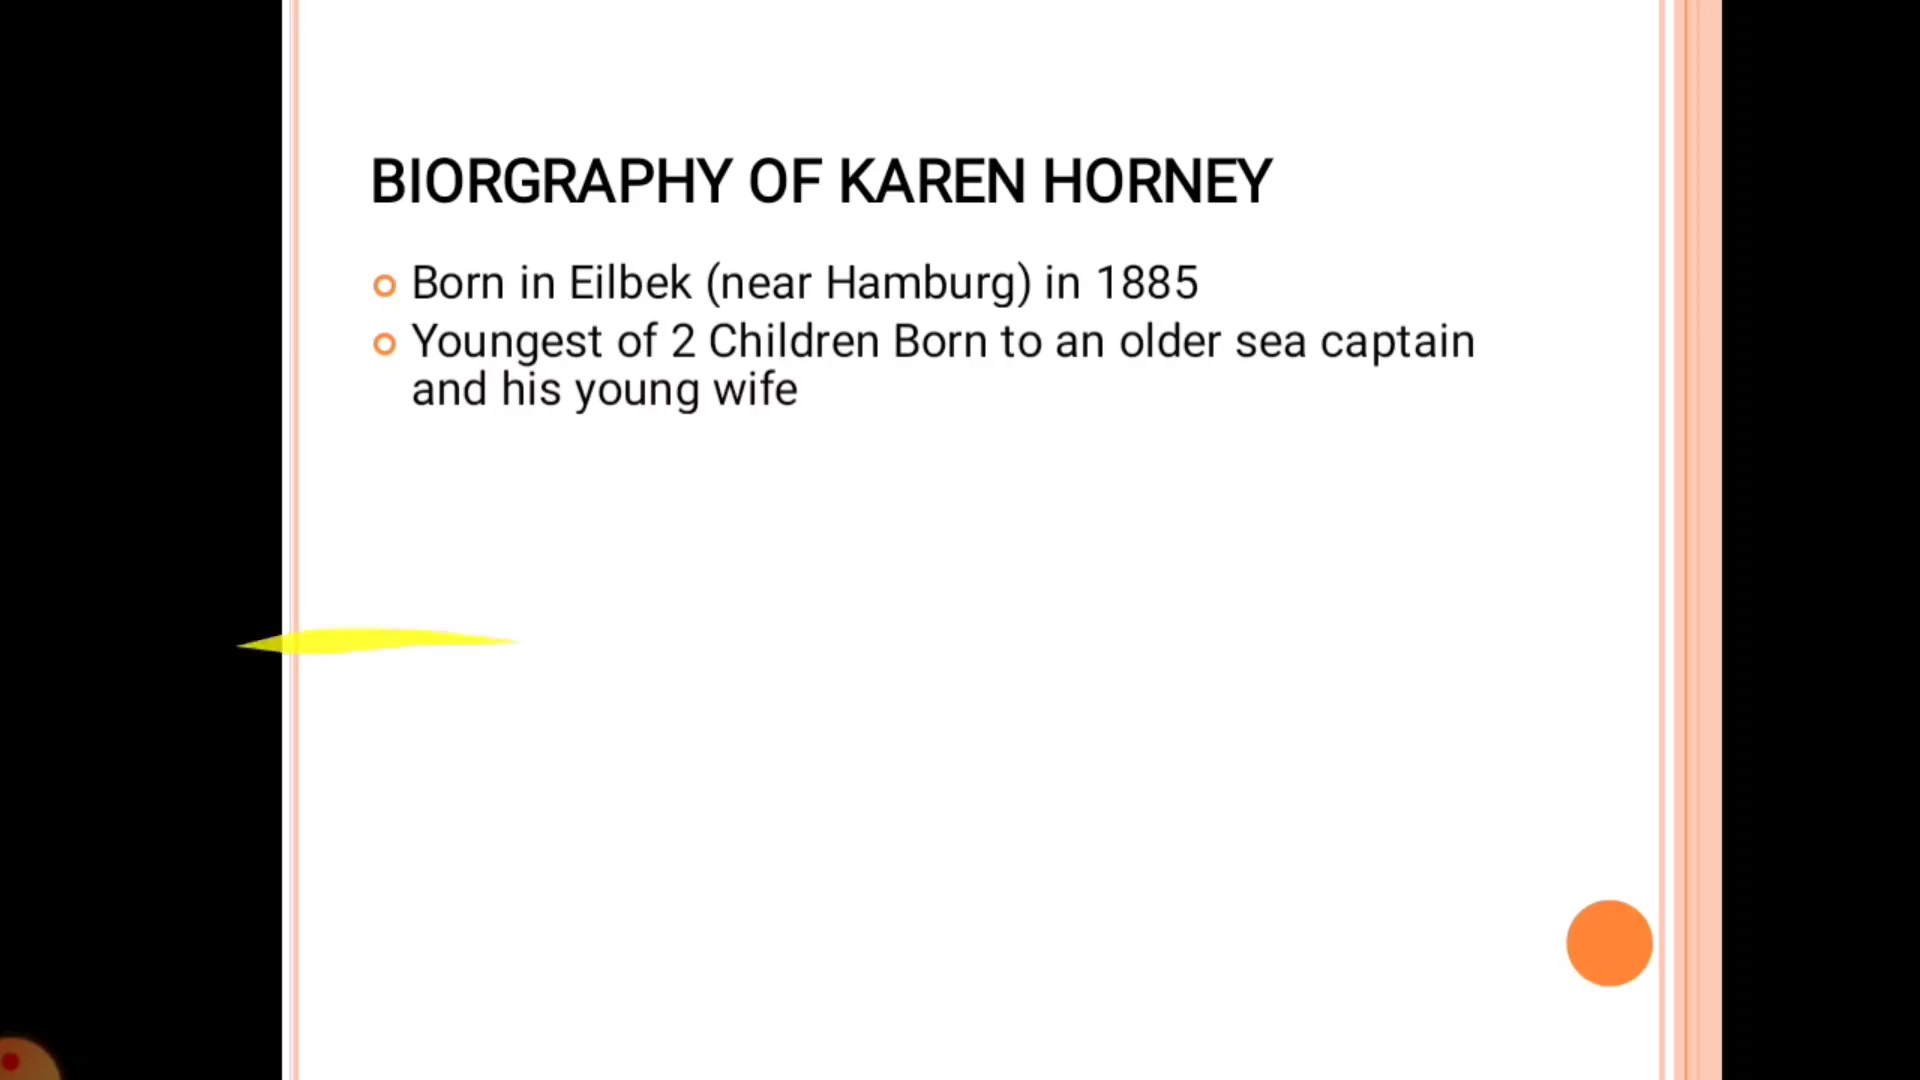 BIORGRAPHY OF KAREN HORNEY
Born in Eilbek (near Hamburg) in 1885
Youngest of 2 Children Born to an older sea captain
and his young wife